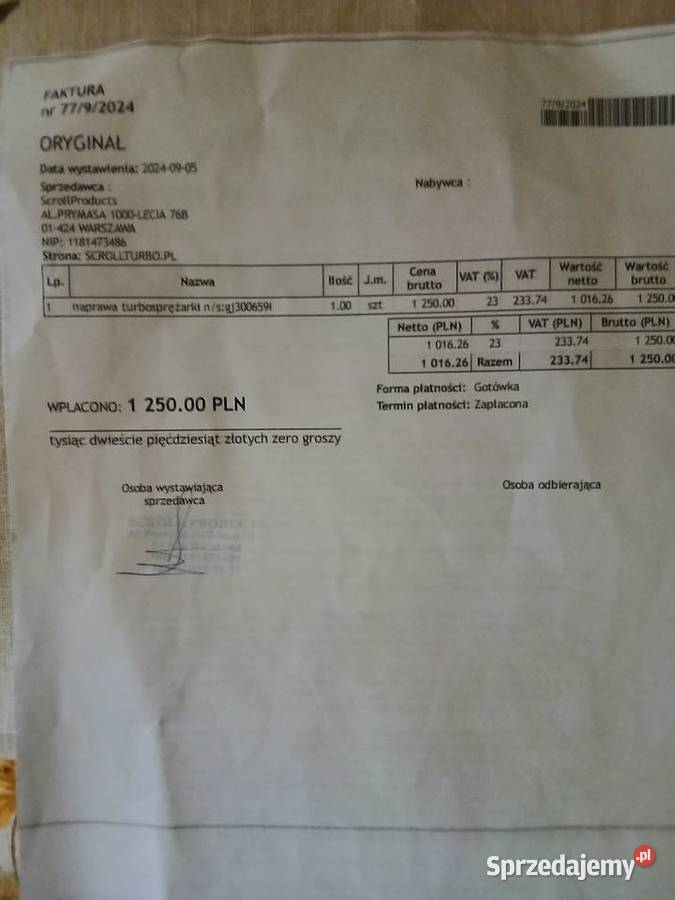 FAKTURA
nr 77/9/2024
77/9/2024
ORYGINAŁ
Data wystawienia: 2024-09-05
Sprzedawca :
Nabywca :
ScrollProducts
AL.PRYMASA 1000-LECIA 76B
01-424 WARSZAWA
NIP: 1181473486
Strona: SCROLLTURBO.PL
Lp. Nazwa Ilość J.m. Cena brutto VAT (%) VAT Wartość netto Wartość brutto
1 naprawa turbosprężarki n/s:gj300659l 1.00 szt 1 250.00 23 233.74 1 016.26 1 250.00
Netto (PLN) % VAT (PLN) Brutto (PLN)
1 016.26 23 233.74 1 250.00
1 016.26 Razem 233.74 1 250.00
Forma płatności: Gotówka
WPŁACONO: 1 250.00 PLN
Termin płatności: Zapłacona
tysiąc dwieście pięćdziesiąt złotych zero groszy
Osoba wystawiająca
sprzedawca
Osoba odbierająca
Sprzedajemy.pl